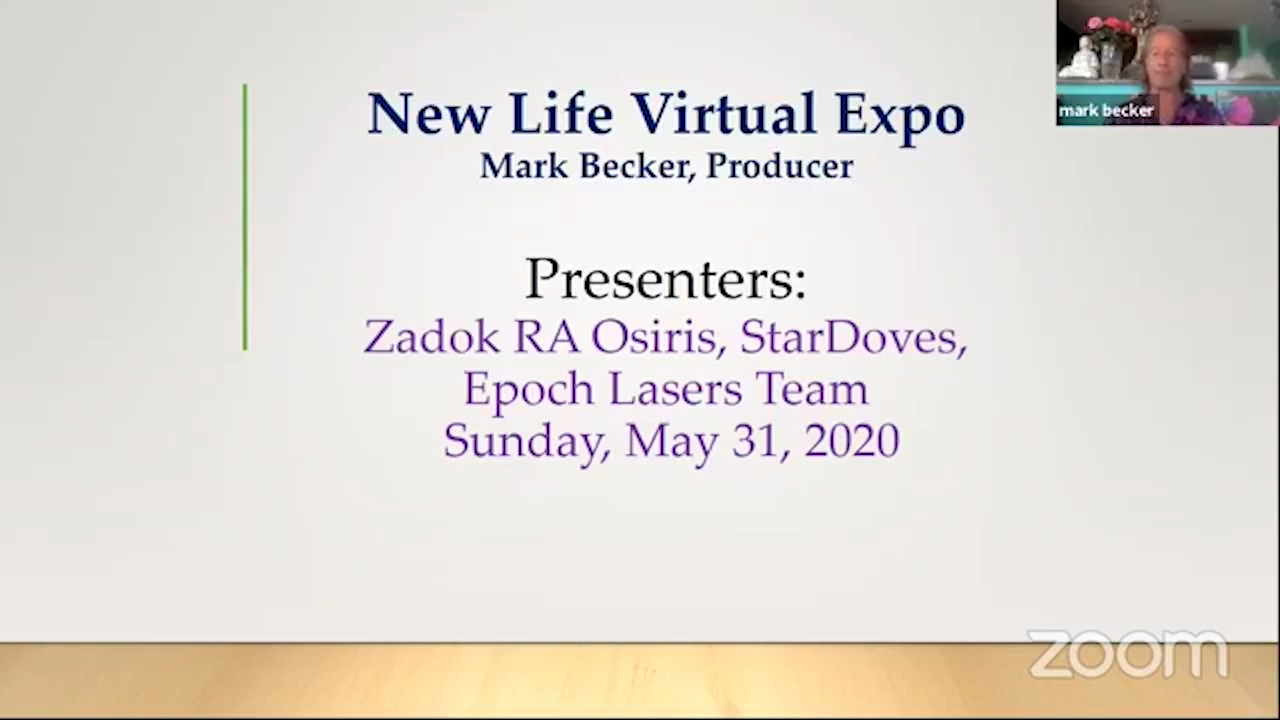 New Life Virtual Expo
Mark Becker, Producer
mark becker
Presenters:
Zadok RA Osiris, StarDoves,
Epoch Lasers Team
Sunday, May 31, 2020
zoom